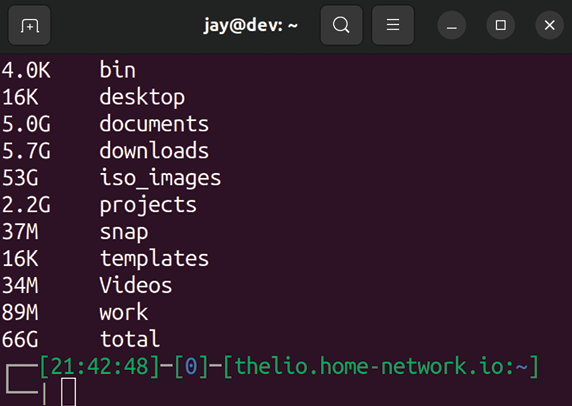 jay@dev: ~
4.0K bin
16K desktop
5.0G documents
5.7G downloads
53G iso_images
2.2G projects
37M snap
16K templates
34M Videos
89M work
66G total
[21:42:48]-[0]-[thelio.home-network.io:~]